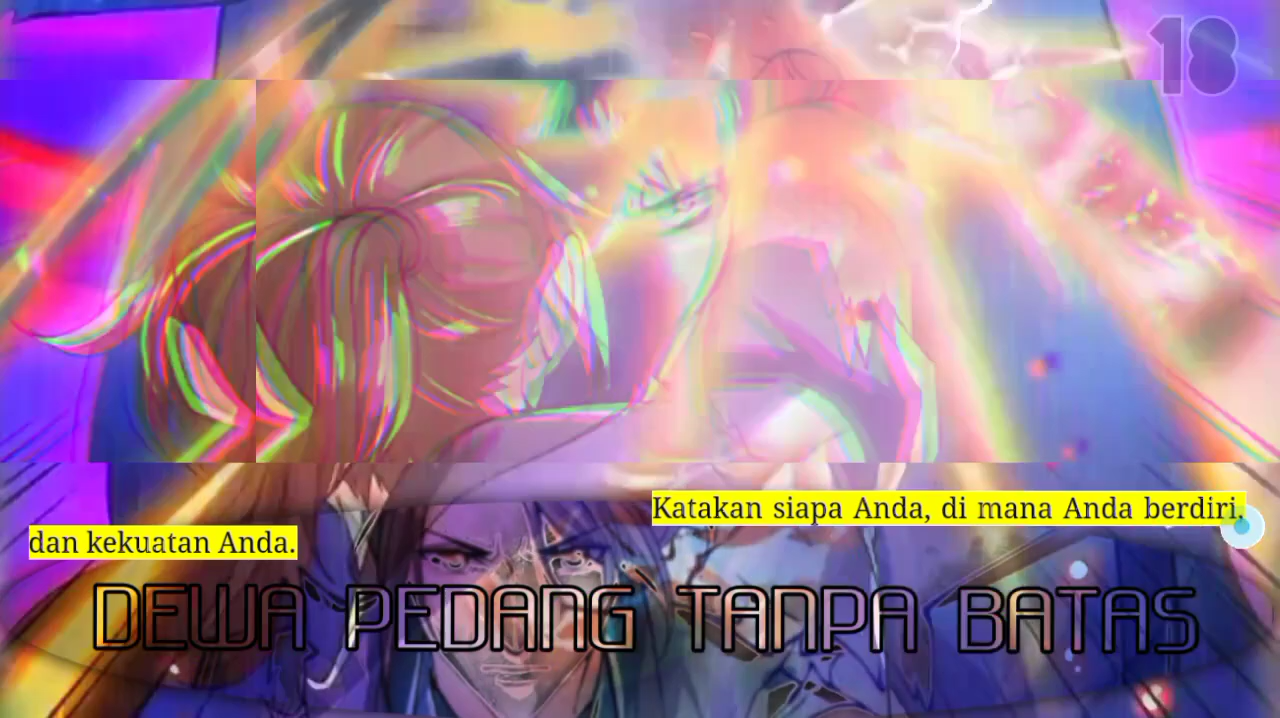 18
Katakan siapa Anda, di mana Anda berdiri,
dan kekuatan Anda.
DEWA PEDANG TANPA BATAS